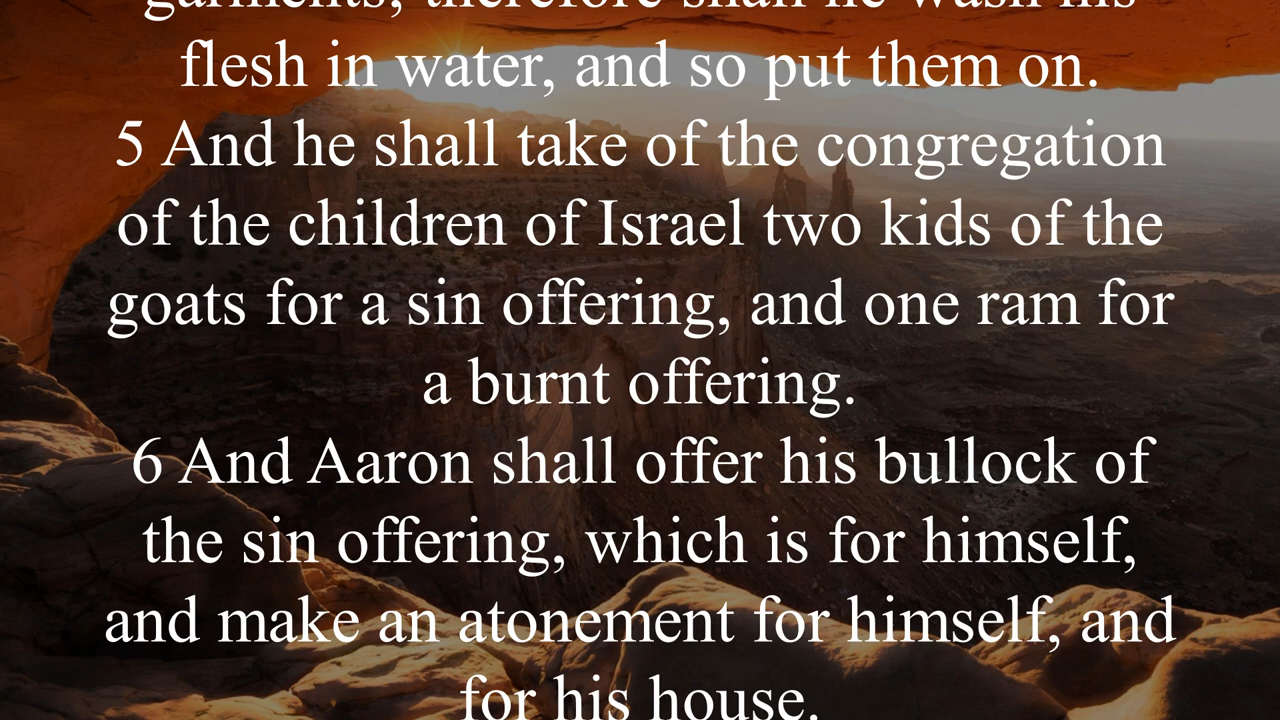 garments; therefore shall he wash his
flesh in water, and so put them on.
5 And he shall take of the congregation
of the children of Israel two kids of the
goats for a sin offering, and one ram for
a burnt offering.
6 And Aaron shall offer his bullock of
the sin offering, which is for himself,
and make an atonement for himself, and
for his house.